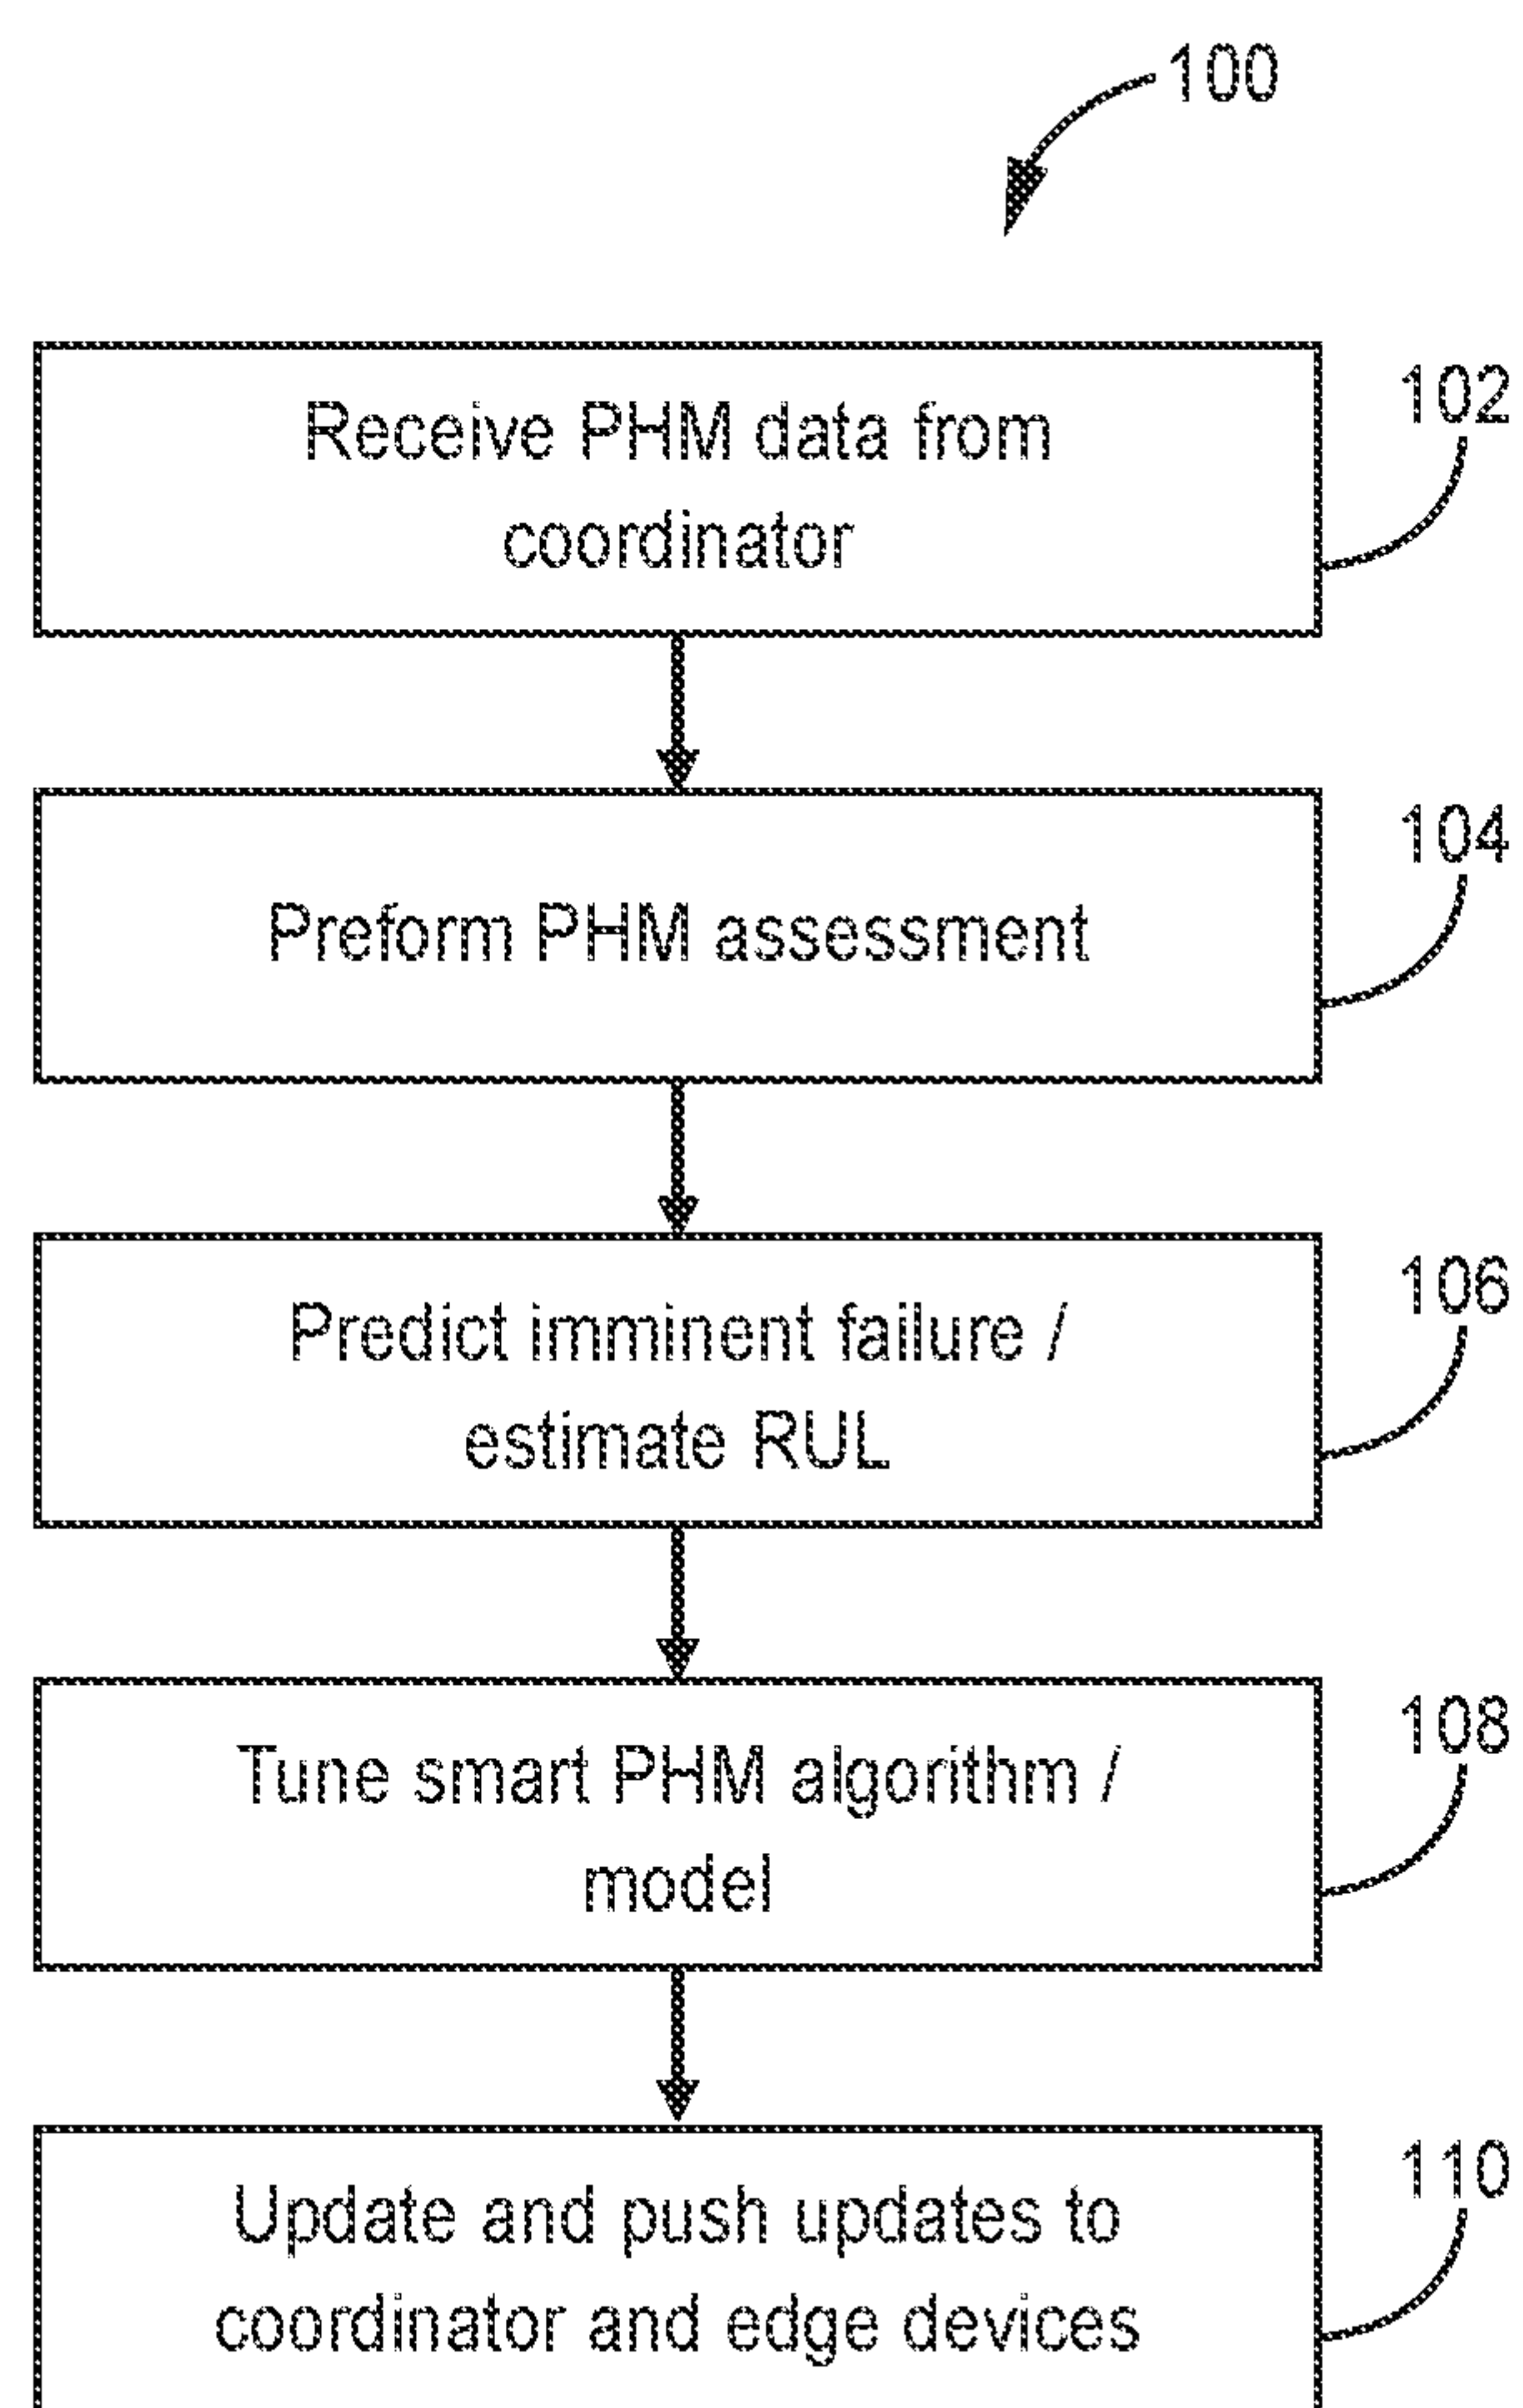 100
Receive PHM data from
coordinator
102
Preform PHM assessment
104
Predict imminent failure /
estimate RUL
106
Tune smart PHM algorithm /
model
108
Update and push updates to
coordinator and edge devices
110